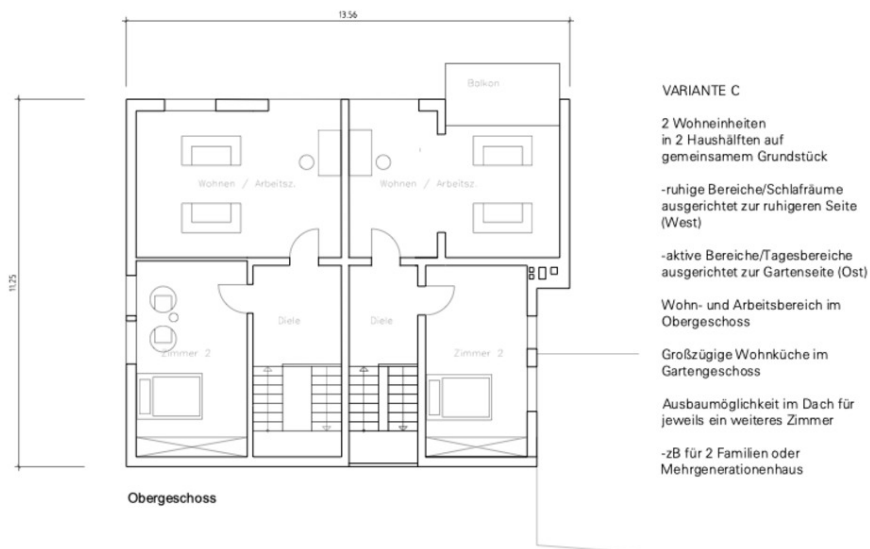 13.56
Balkon
Wohnen / Arbeitsz.
Wohnen / Arbeitsz.
11.25
Diele
Diele
Zimmer 2
Zimmer 2
Obergeschoss
VARIANTE C
2 Wohneinheiten
in 2 Haushälften auf
gemeinsamem Grundstück
-ruhige Bereiche/Schlafräume
ausgerichtet zur ruhigeren Seite
(West)
-aktive Bereiche/Tagesbereiche
ausgerichtet zur Gartenseite (Ost)
Wohn- und Arbeitsbereich im
Obergeschoss
Großzügige Wohnküche im
Gartengeschoss
Ausbaumöglichkeit im Dach für
jeweils ein weiteres Zimmer
-zB für 2 Familien oder
Mehrgenerationenhaus